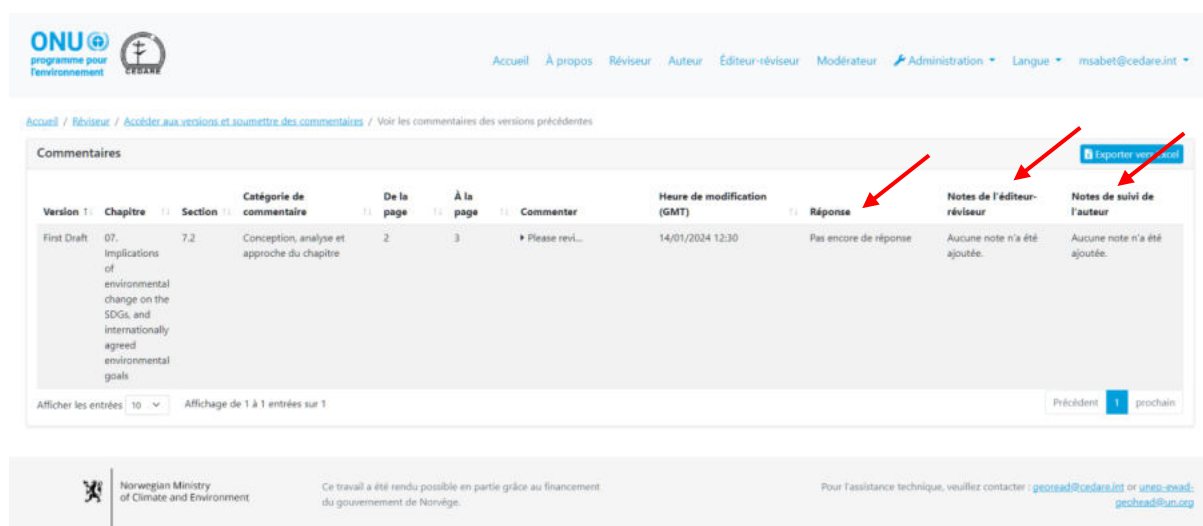 ONU
programme pour
l'environnement
CEDARE
Accueil À propos Réviseur Auteur Éditeur-réviseur Modérateur Administration Langue msabet@cedare.int
Accueil / Réviseur / Accéder aux versions et soumettre des commentaires / Voir les commentaires des versions précédentes
Commentaires
Exporter vers Excel
Version Chapitre Section Catégorie de commentaire De la page À la page Commenter Heure de modification (GMT) Réponse Notes de l'éditeur-réviseur Notes de suivi de l'auteur
First Draft 07. 7.2 Conception, analyse et 2 3 Please revi... 14/01/2024 12:30 Pas encore de réponse Aucune note n'a été Aucune note n'a été
Implications approche du chapitre ajoutée. ajoutée.
of
environmental
change on the
SDGs, and
internationally
agreed
environmental
goals
Afficher les entrées 10 Affichage de 1 à 1 entrées sur 1 Précédent 1 prochain
Norwegian Ministry
of Climate and Environment
Ce travail a été rendu possible en partie grâce au financement
du gouvernement de Norvège.
Pour l'assistance technique, veuillez contacter : georead@cedare.int or unep-ewad-
geohead@un.org